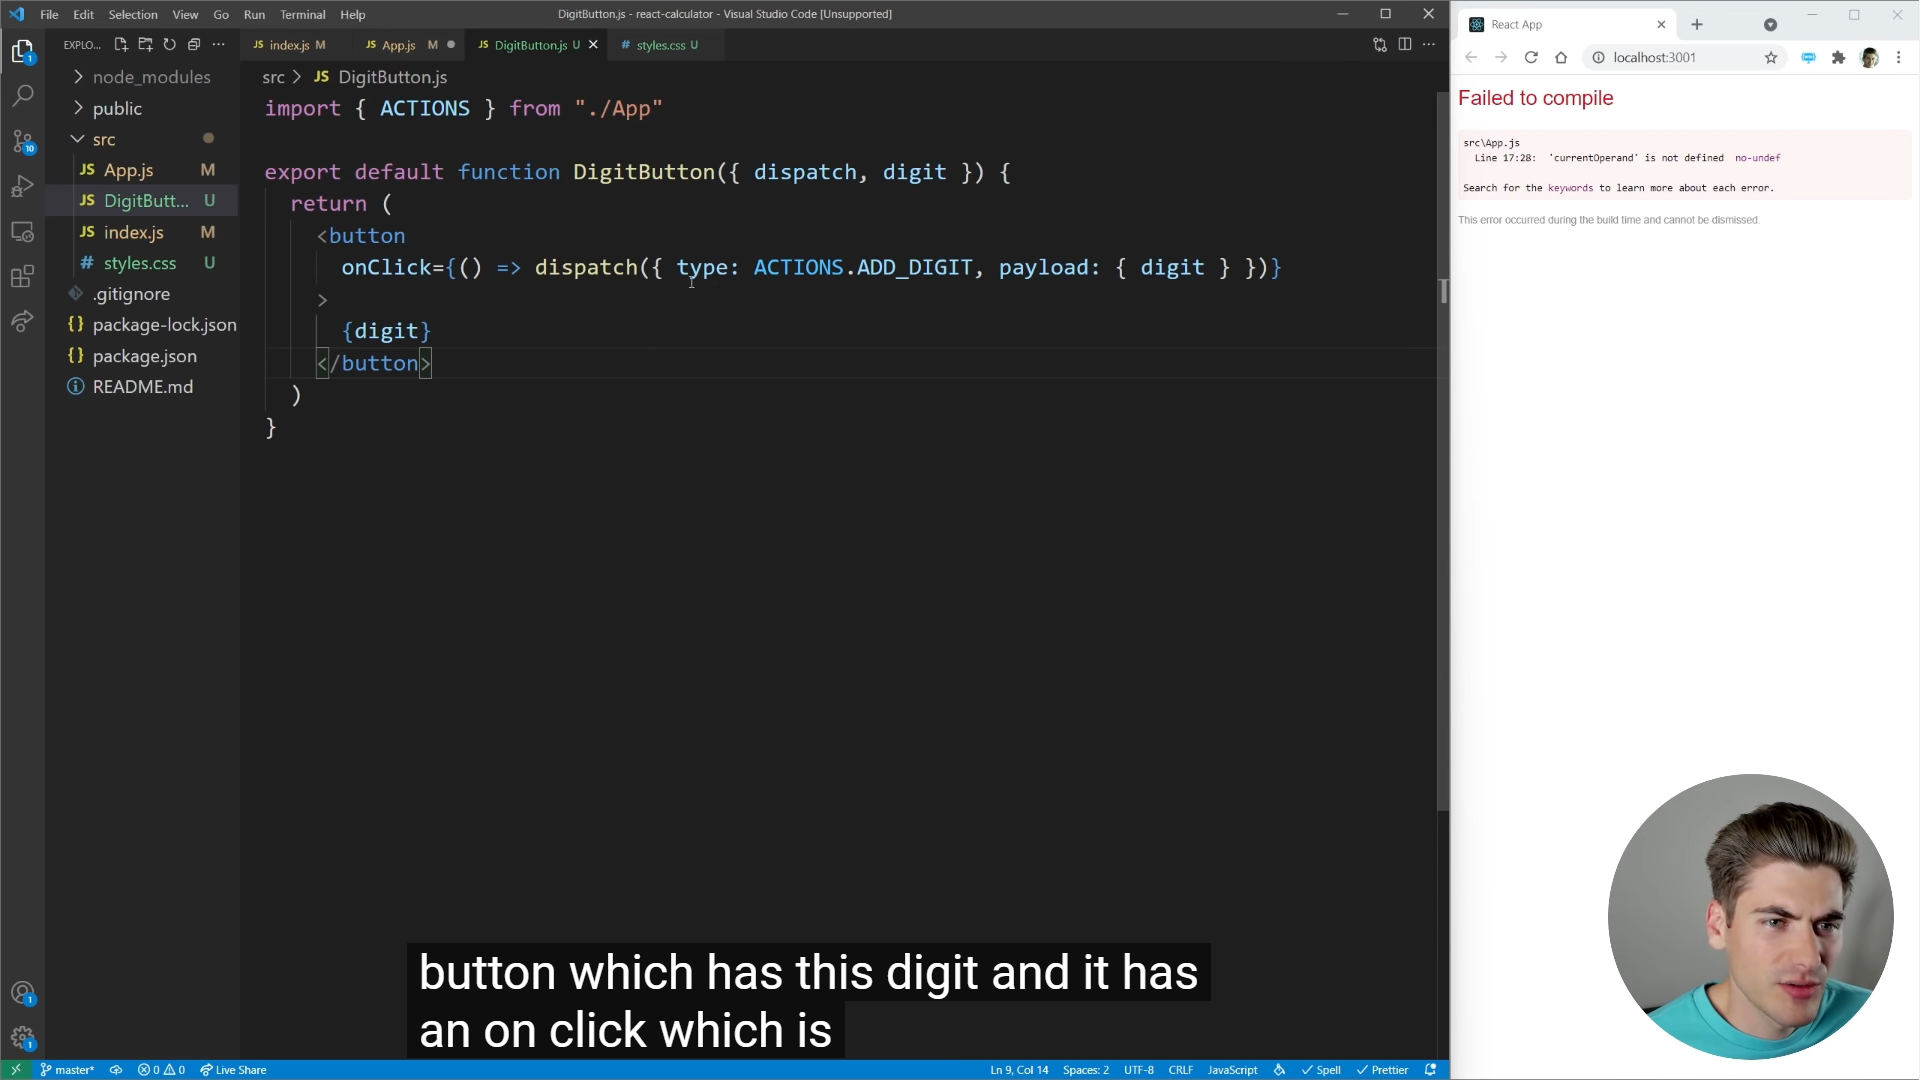 File Edit Selection View Go Run Terminal Help
DigitButton.js - react-calculator - Visual Studio Code [Unsupported]
EXPLO...
index.js M
App.js M
DigitButton.js U
styles.css U
node_modules
public
src
App.js M
DigitButt... U
index.js M
styles.css U
.gitignore
package-lock.json
package.json
README.md
src > JS DigitButton.js
import { ACTIONS } from "./App"
export default function DigitButton({ dispatch, digit }) {
return (
<button
onClick={() => dispatch({ type: ACTIONS.ADD_DIGIT, payload: { digit } })}
>
{digit}
</button>
)
}
button which has this digit and it has
an on click which is
master* 0 0 Live Share
Ln 9, Col 14 Spaces: 2 UTF-8 CRLF JavaScript Spell Prettier
React App
localhost:3001
Failed to compile
src\App.js
Line 17:28: 'currentOperand' is not defined no-undef
Search for the keywords to learn more about each error.
This error occurred during the build time and cannot be dismissed.